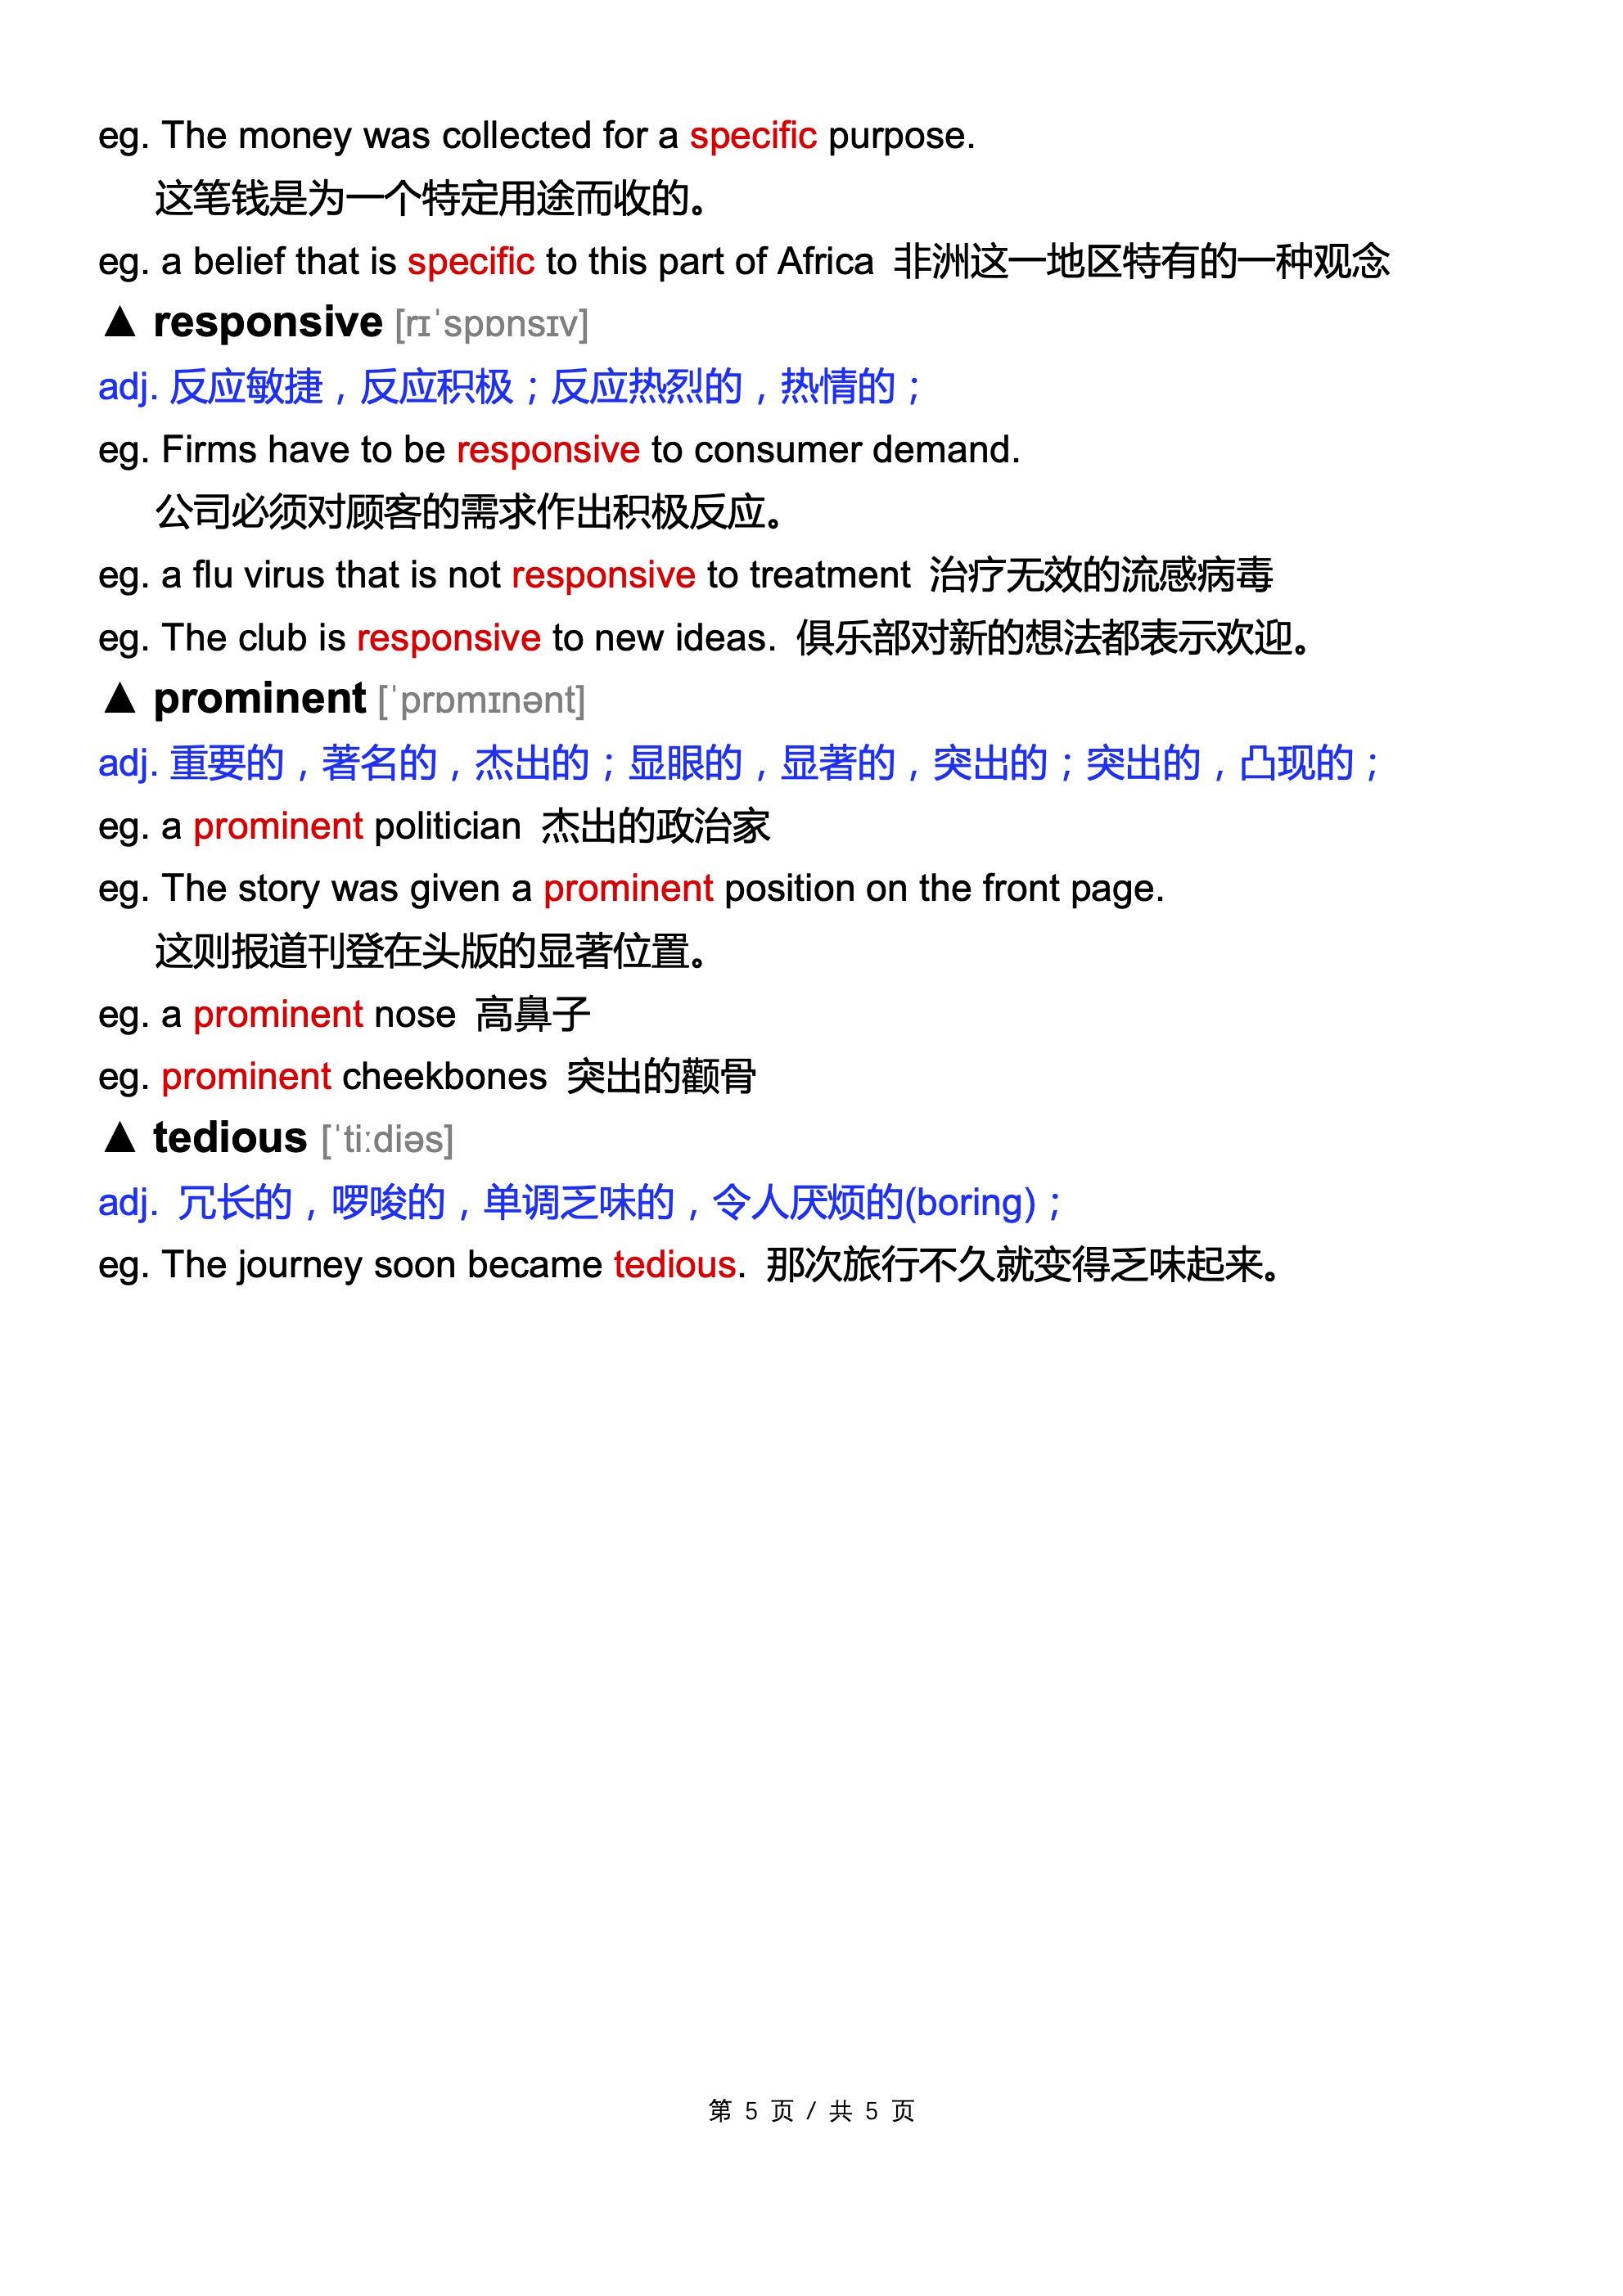 eg. The money was collected for a specific purpose.
这笔钱是为一个特定用途而收的。
eg. a belief that is specific to this part of Africa 非洲这一地区特有的一种观念
▲ responsive [rɪˈspɒnsɪv]
adj. 反应敏捷，反应积极；反应热烈的，热情的；
eg. Firms have to be responsive to consumer demand.
公司必须对顾客的需求作出积极反应。
eg. a flu virus that is not responsive to treatment 治疗无效的流感病毒
eg. The club is responsive to new ideas. 俱乐部对新的想法都表示欢迎。
▲ prominent [ˈprɒmɪnənt]
adj. 重要的，著名的，杰出的；显眼的，显著的，突出的；突出的，凸现的；
eg. a prominent politician 杰出的政治家
eg. The story was given a prominent position on the front page.
这则报道刊登在头版的显著位置。
eg. a prominent nose 高鼻子
eg. prominent cheekbones 突出的颧骨
▲ tedious [ˈtiːdiəs]
adj. 冗长的，啰唆的，单调乏味的，令人厌烦的(boring)；
eg. The journey soon became tedious. 那次旅行不久就变得乏味起来。
第 5 页 / 共 5 页